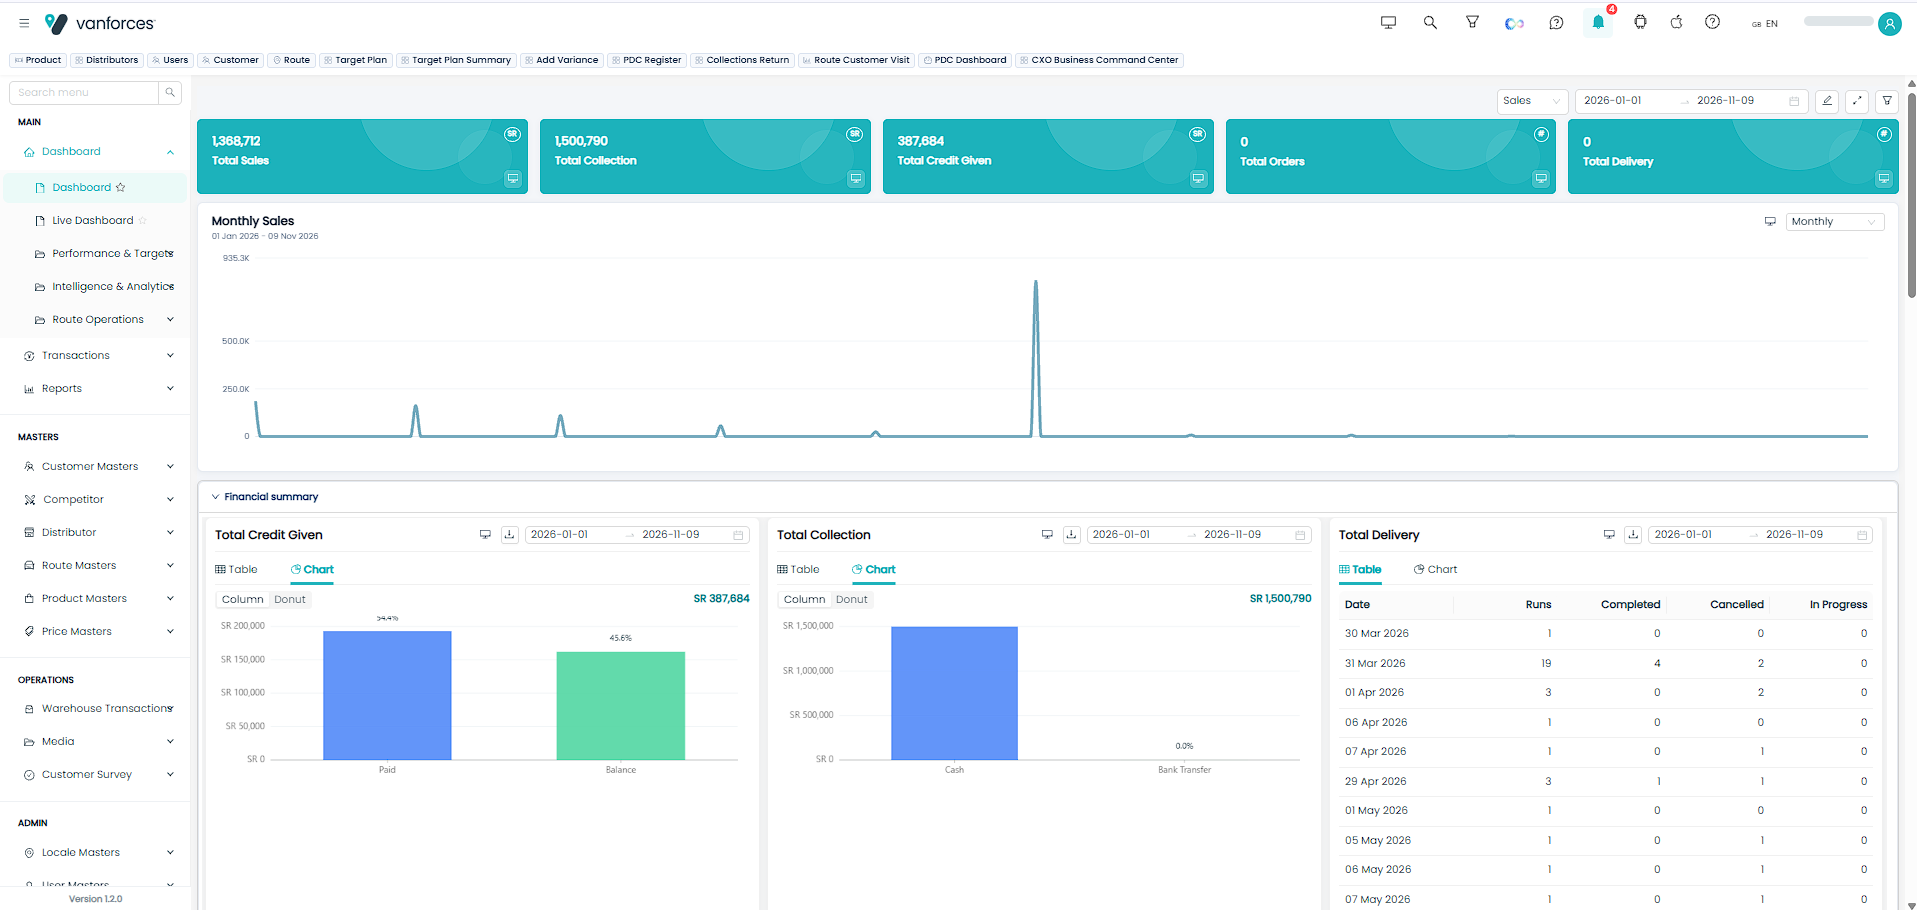 vanforces
4
GB EN
Product
Distributors
Users
Customer
Route
Target Plan
Target Plan Summary
Add Variance
PDC Register
Collections Return
Route Customer Visit
PDC Dashboard
CXO Business Command Center
Search menu
MAIN
Dashboard
Dashboard
Live Dashboard
Performance & Targets
Intelligence & Analytics
Route Operations
Transactions
Reports
MASTERS
Customer Masters
Competitor
Distributor
Route Masters
Product Masters
Price Masters
OPERATIONS
Warehouse Transactions
Media
Customer Survey
ADMIN
Locale Masters
User Masters
Version 1.2.0
Sales
2026-01-01
2026-11-09
1,368,712
Total Sales
SR
1,500,790
Total Collection
SR
387,684
Total Credit Given
SR
0
Total Orders
#
0
Total Delivery
#
Monthly Sales
01 Jan 2026 - 09 Nov 2026
Monthly
935.3K
500.0K
250.0K
0
Financial summary
Total Credit Given
2026-01-01
2026-11-09
Table
Chart
Column
Donut
SR 387,684
SR 200,000
SR 150,000
SR 100,000
SR 50,000
SR 0
54.4%
45.6%
Paid
Balance
Total Collection
2026-01-01
2026-11-09
Table
Chart
Column
Donut
SR 1,500,790
SR 1,500,000
SR 1,000,000
SR 500,000
SR 0
0.0%
Cash
Bank Transfer
Total Delivery
2026-01-01
2026-11-09
Table
Chart
Date Runs Completed Cancelled In Progress
30 Mar 2026 1 0 0 0
31 Mar 2026 19 4 2 0
01 Apr 2026 3 0 2 0
06 Apr 2026 1 0 0 0
07 Apr 2026 1 0 1 0
29 Apr 2026 3 1 1 0
01 May 2026 1 0 0 0
05 May 2026 1 0 1 0
06 May 2026 1 0 1 0
07 May 2026 1 0 1 0